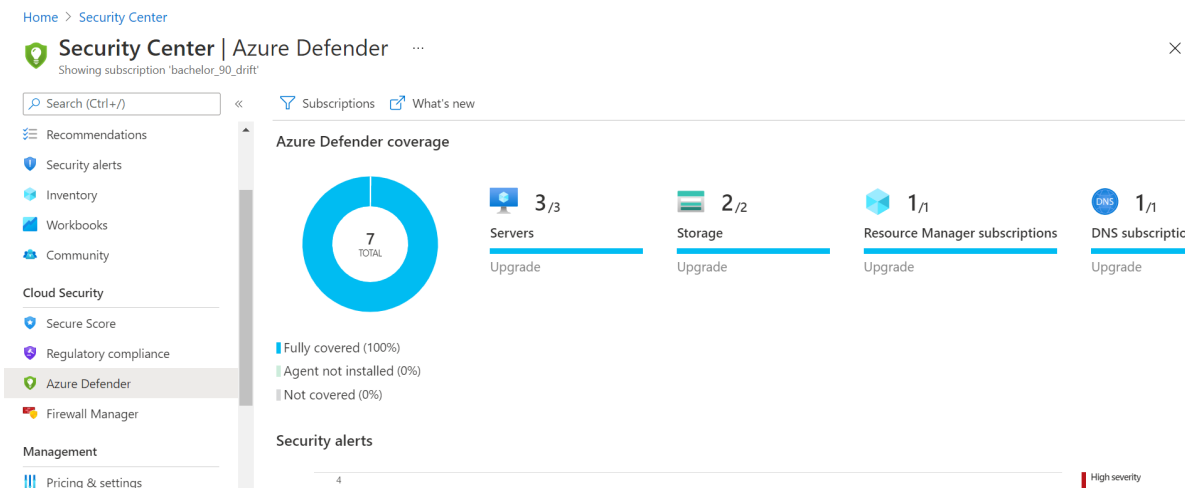 Home > Security Center
Security Center | Azure Defender ...
Showing subscription 'bachelor_90_drift'
Search (Ctrl+/)
«
Recommendations
Security alerts
Inventory
Workbooks
Community
Cloud Security
Secure Score
Regulatory compliance
Azure Defender
Firewall Manager
Management
Pricing & settings
Subscriptions What's new
Azure Defender coverage
7
TOTAL
3/3
Servers
Upgrade
2/2
Storage
Upgrade
1/1
Resource Manager subscriptions
Upgrade
DNS
1/1
DNS subscriptio
Upgrade
Fully covered (100%)
Agent not installed (0%)
Not covered (0%)
Security alerts
4
High severity